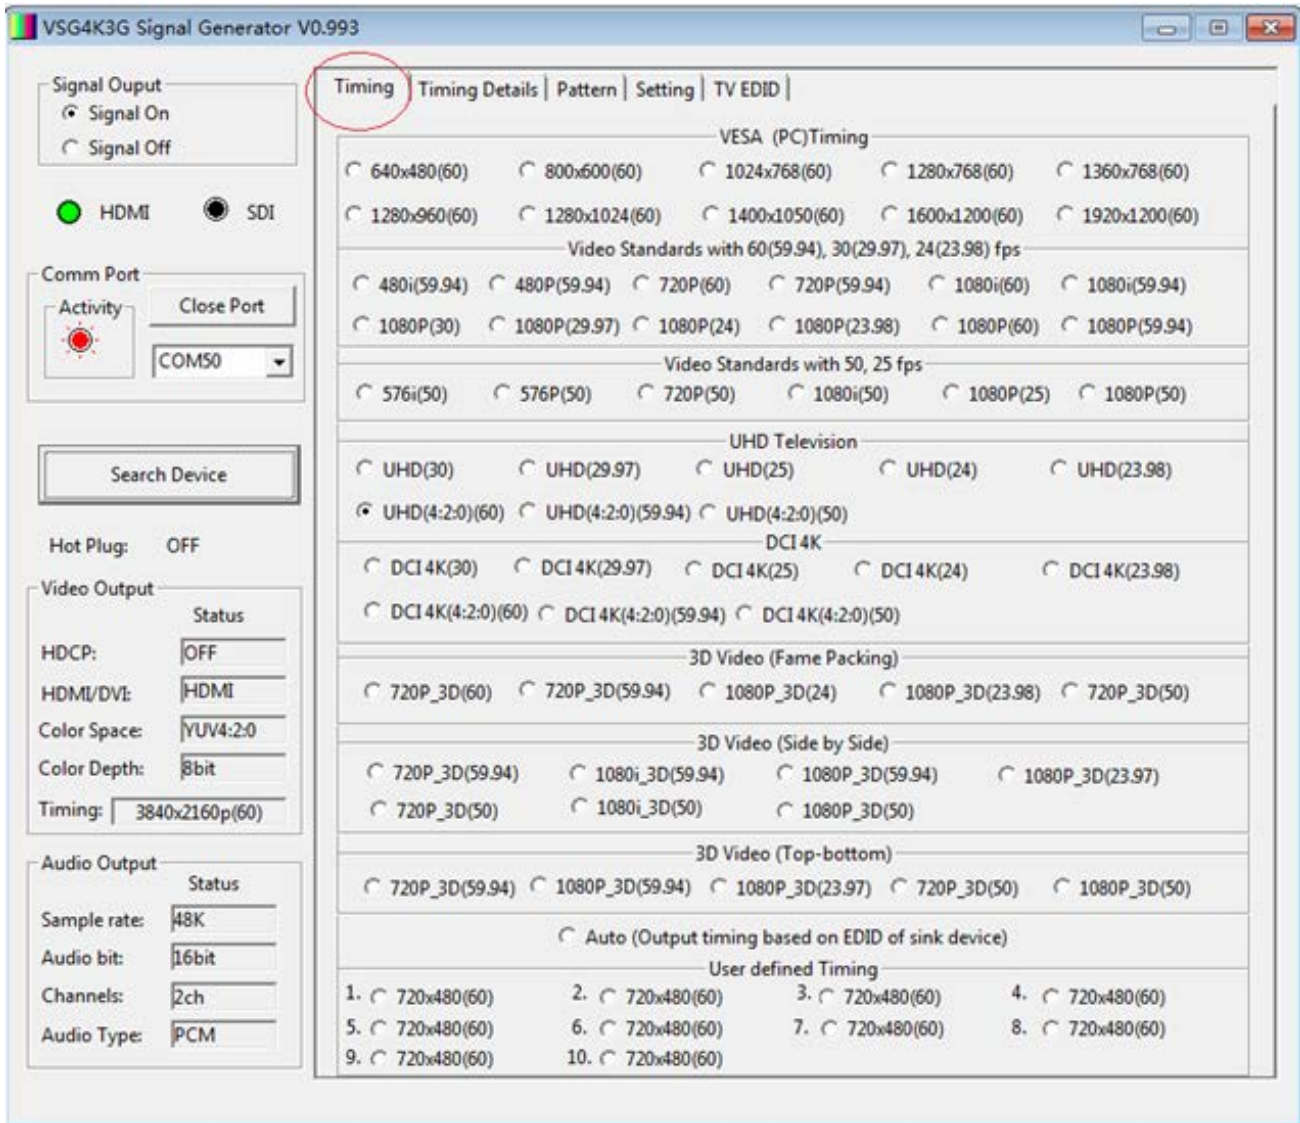 VSG4K3G Signal Generator V0.993
Signal Ouput
Signal On
Signal Off
HDMI SDI
Comm Port
Activity
Close Port
COM50
Search Device
Hot Plug: OFF
Video Output
Status
HDCP: OFF
HDMI/DVI: HDMI
Color Space: YUV4:2:0
Color Depth: 8bit
Timing: 3840x2160p(60)
Audio Output
Status
Sample rate: 48K
Audio bit: 16bit
Channels: 2ch
Audio Type: PCM
Timing Timing Details Pattern Setting TV EDID
VESA (PC)Timing
640x480(60) 800x600(60) 1024x768(60) 1280x768(60) 1360x768(60)
1280x960(60) 1280x1024(60) 1400x1050(60) 1600x1200(60) 1920x1200(60)
Video Standards with 60(59.94), 30(29.97), 24(23.98) fps
480i(59.94) 480P(59.94) 720P(60) 720P(59.94) 1080i(60) 1080i(59.94)
1080P(30) 1080P(29.97) 1080P(24) 1080P(23.98) 1080P(60) 1080P(59.94)
Video Standards with 50, 25 fps
576i(50) 576P(50) 720P(50) 1080i(50) 1080P(25) 1080P(50)
UHD Television
UHD(30) UHD(29.97) UHD(25) UHD(24) UHD(23.98)
UHD(4:2:0)(60) UHD(4:2:0)(59.94) UHD(4:2:0)(50)
DCI 4K
DCI 4K(30) DCI 4K(29.97) DCI 4K(25) DCI 4K(24) DCI 4K(23.98)
DCI 4K(4:2:0)(60) DCI 4K(4:2:0)(59.94) DCI 4K(4:2:0)(50)
3D Video (Fame Packing)
720P_3D(60) 720P_3D(59.94) 1080P_3D(24) 1080P_3D(23.98) 720P_3D(50)
3D Video (Side by Side)
720P_3D(59.94) 1080i_3D(59.94) 1080P_3D(59.94) 1080P_3D(23.97)
720P_3D(50) 1080i_3D(50) 1080P_3D(50)
3D Video (Top-bottom)
720P_3D(59.94) 1080P_3D(59.94) 1080P_3D(23.97) 720P_3D(50) 1080P_3D(50)
Auto (Output timing based on EDID of sink device)
User defined Timing
1. 720x480(60) 2. 720x480(60) 3. 720x480(60) 4. 720x480(60)
5. 720x480(60) 6. 720x480(60) 7. 720x480(60) 8. 720x480(60)
9. 720x480(60) 10. 720x480(60)